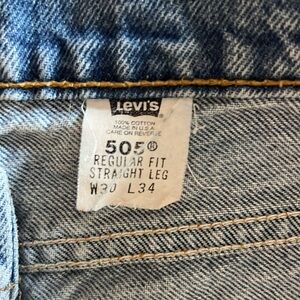 Levi's
100% COTTON
MADE IN U.S.A.
CARE ON REVERSE
505®
REGULAR FIT
STRAIGHT LEG
W30 L34